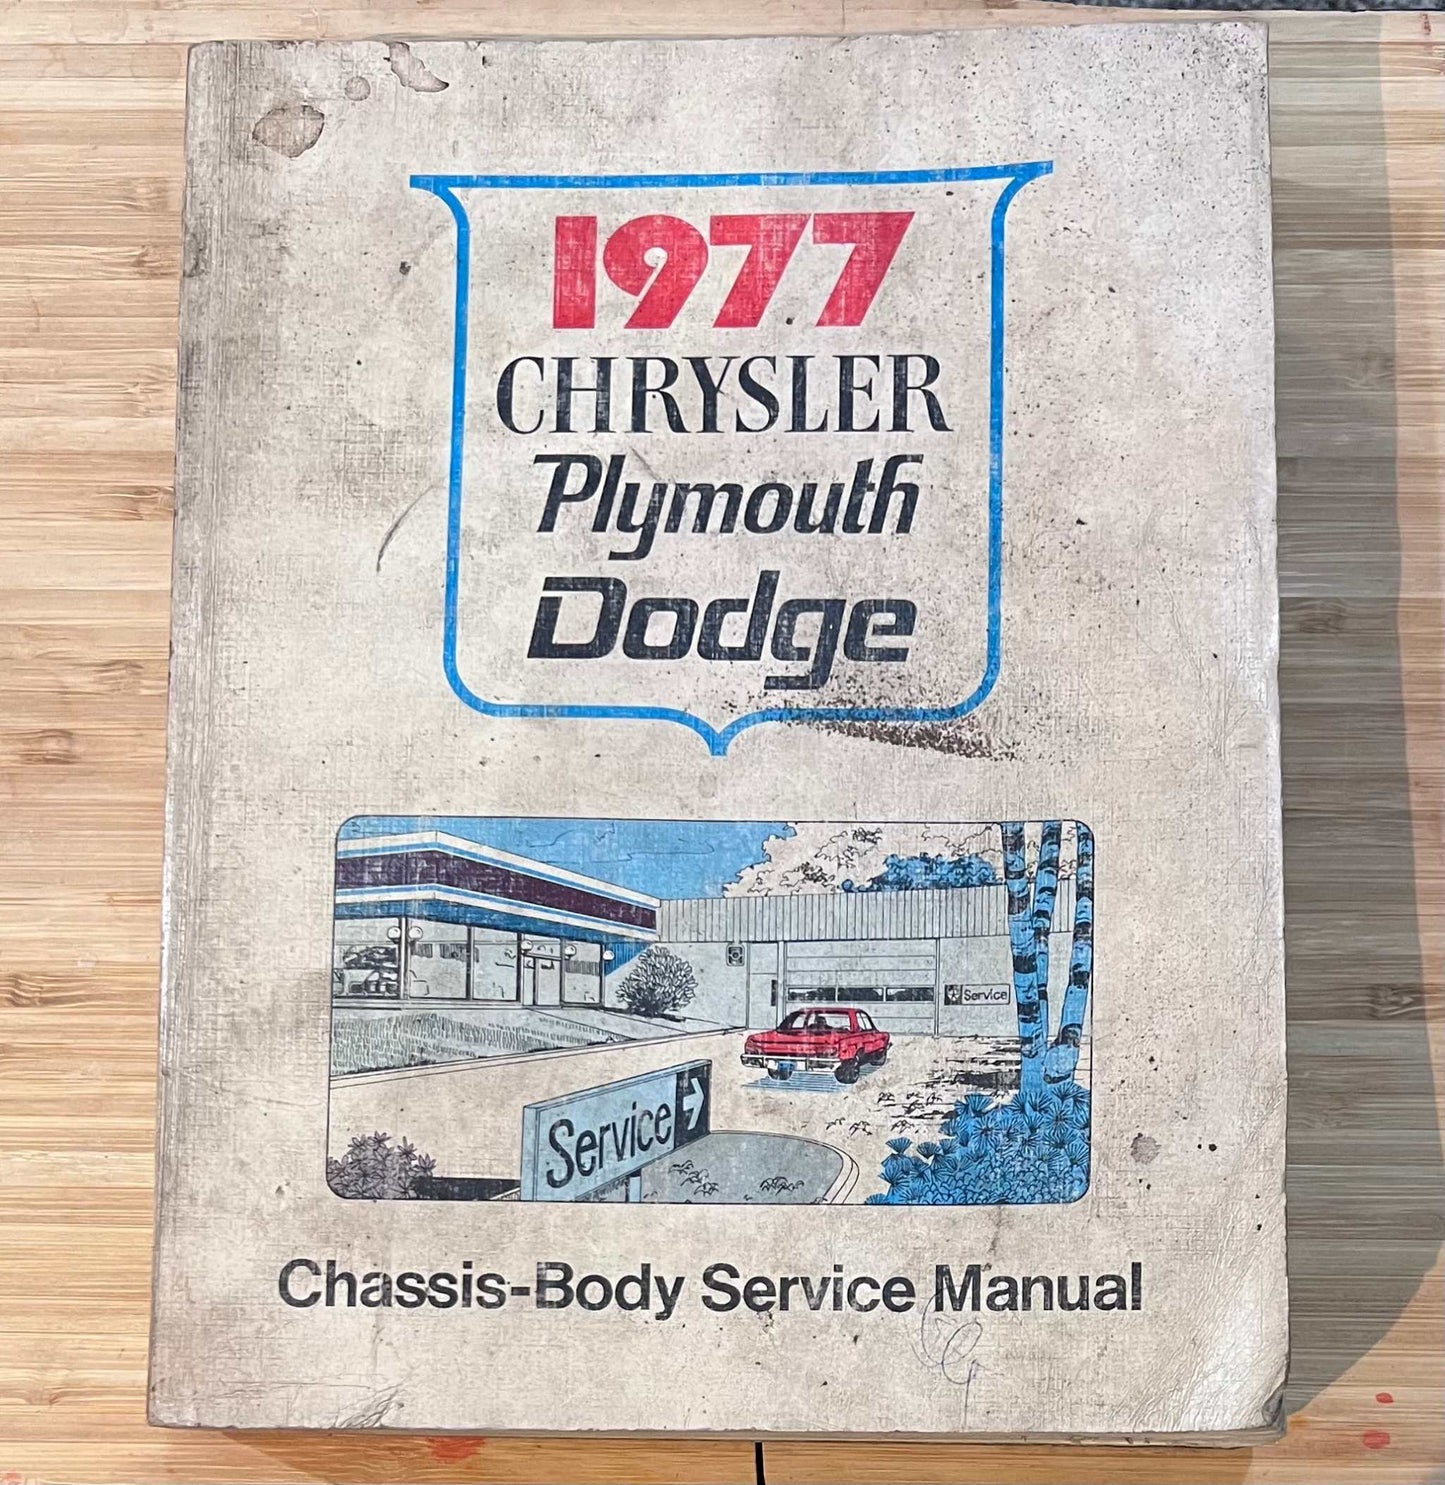 1977
CHRYSLER
Plymouth
Dodge
Service
Service
Chassis-Body Service Manual